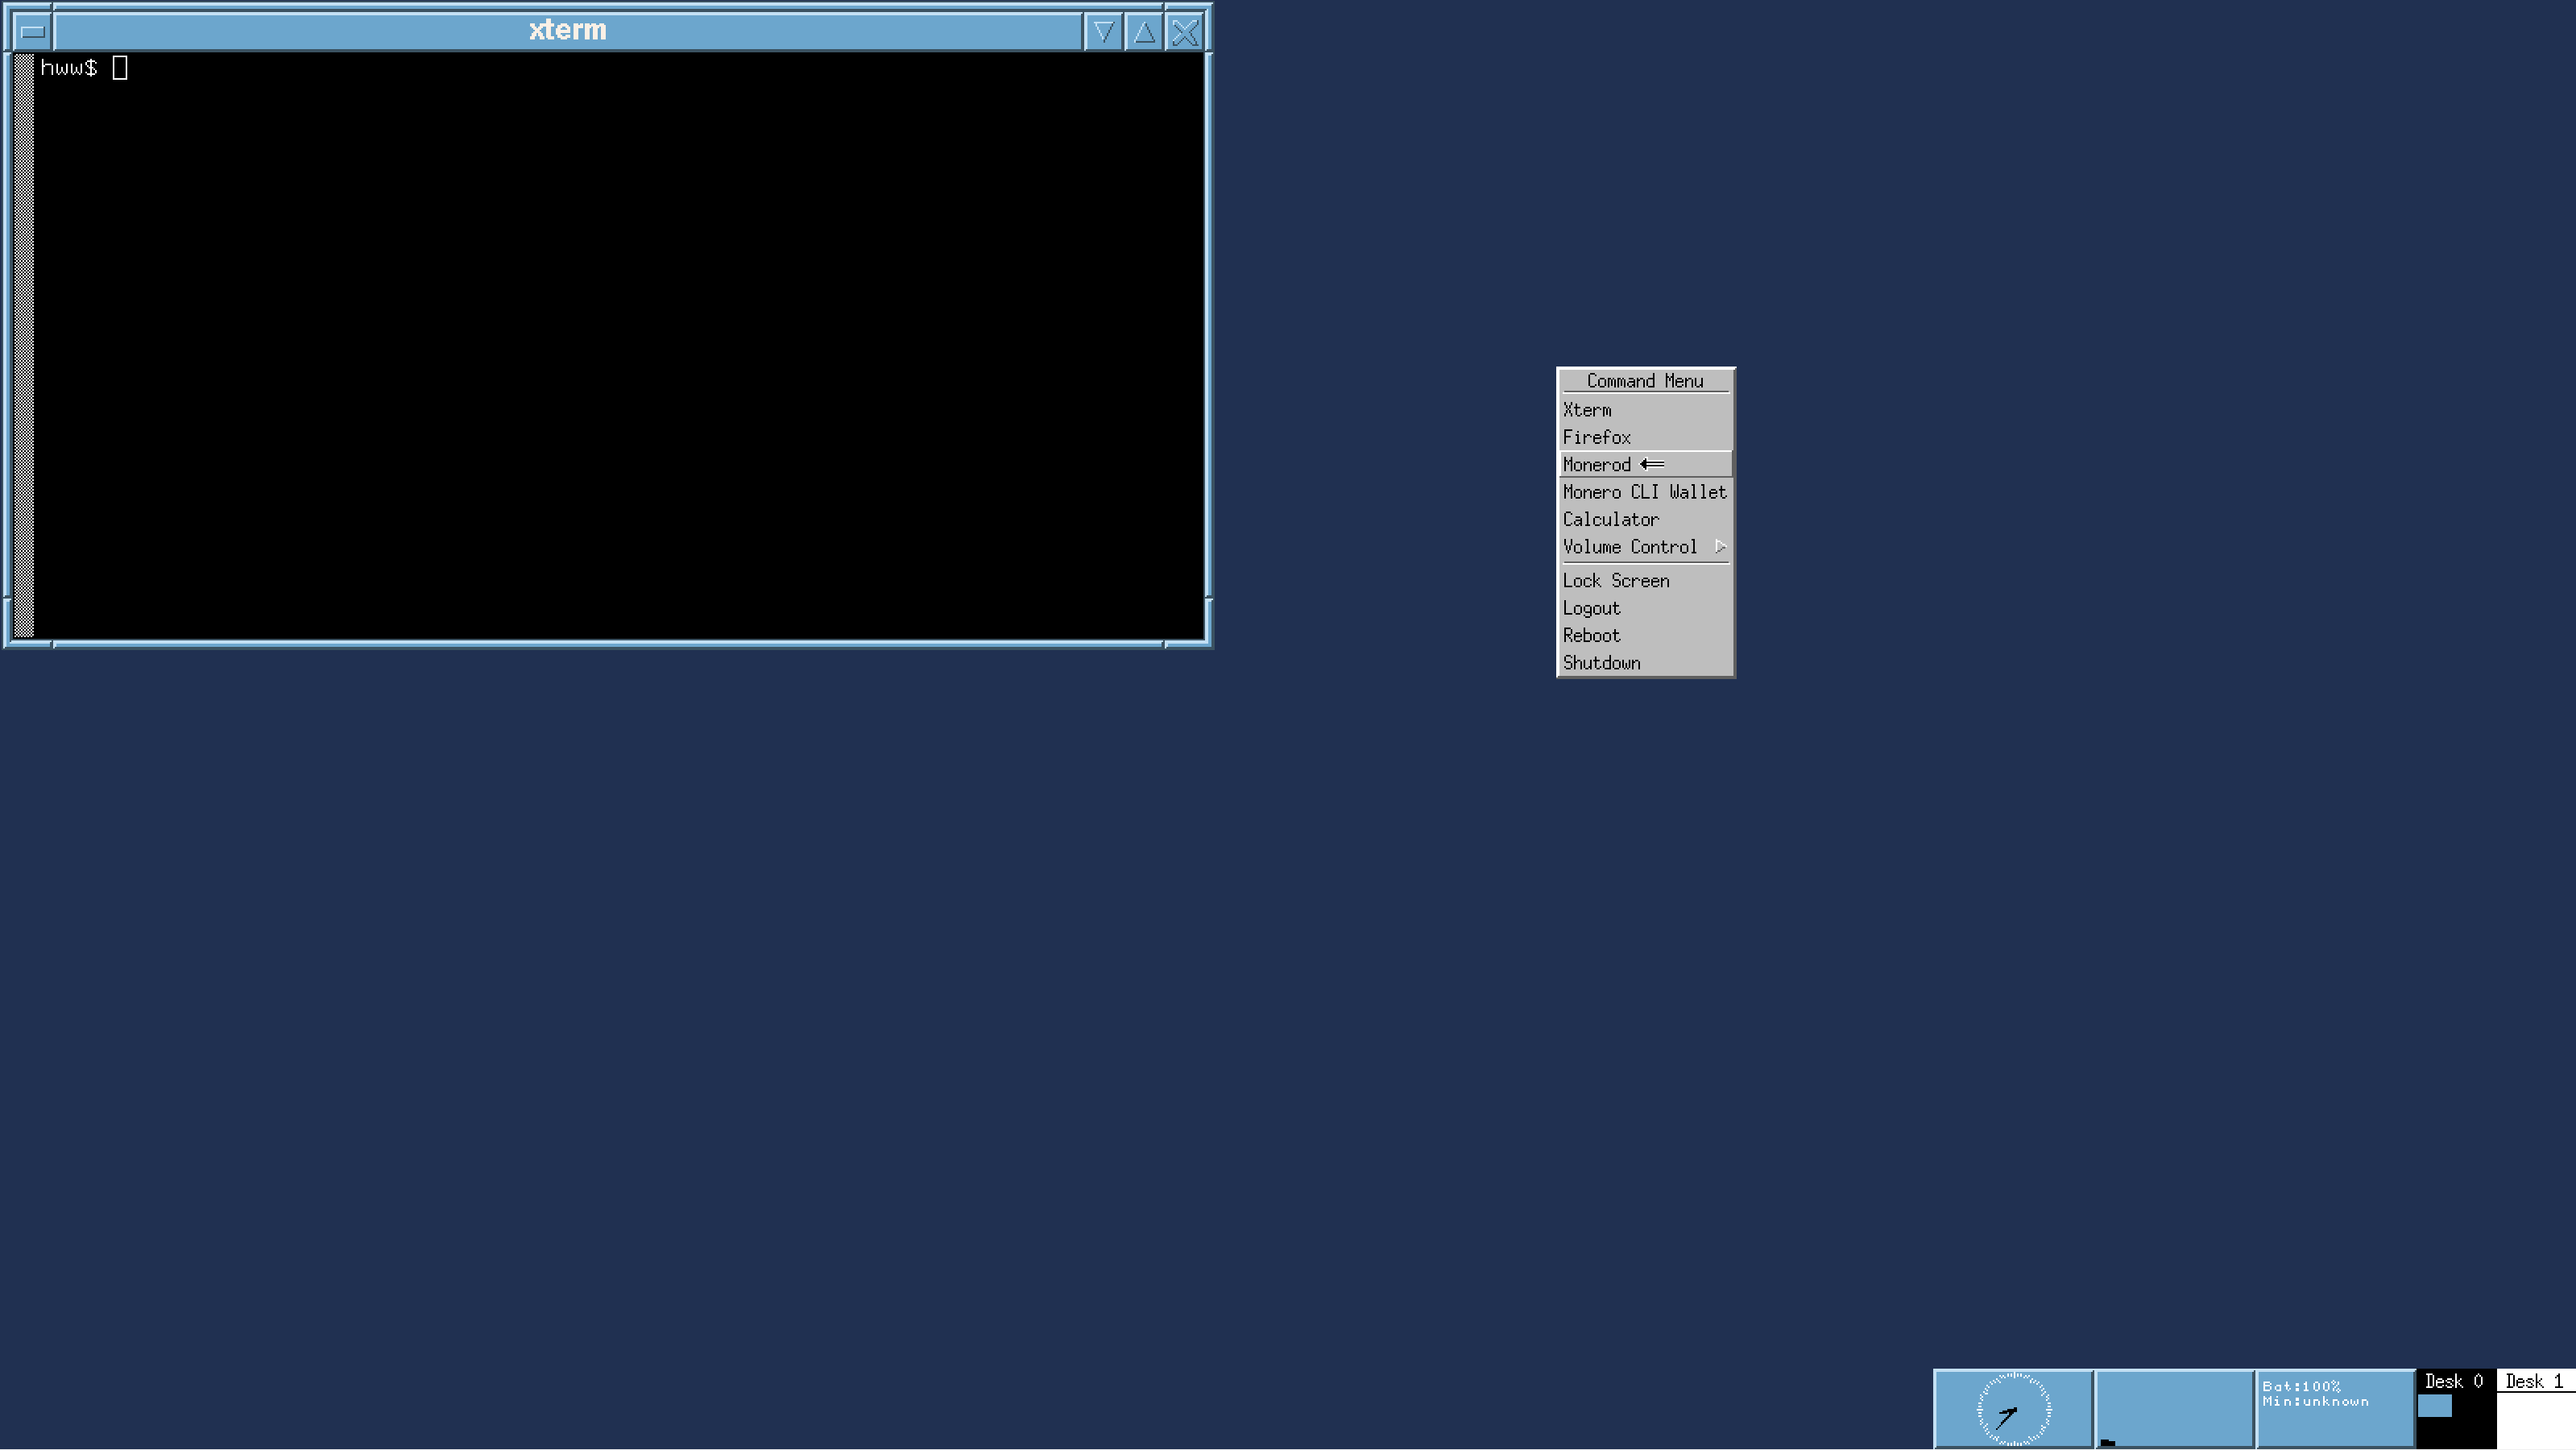 xterm
hww$
Command Menu
Xterm
Firefox
Monerod
Monero CLI Wallet
Calculator
Volume Control
Lock Screen
Logout
Reboot
Shutdown
Bat:100%
Min:unknown
Desk 0
Desk 1